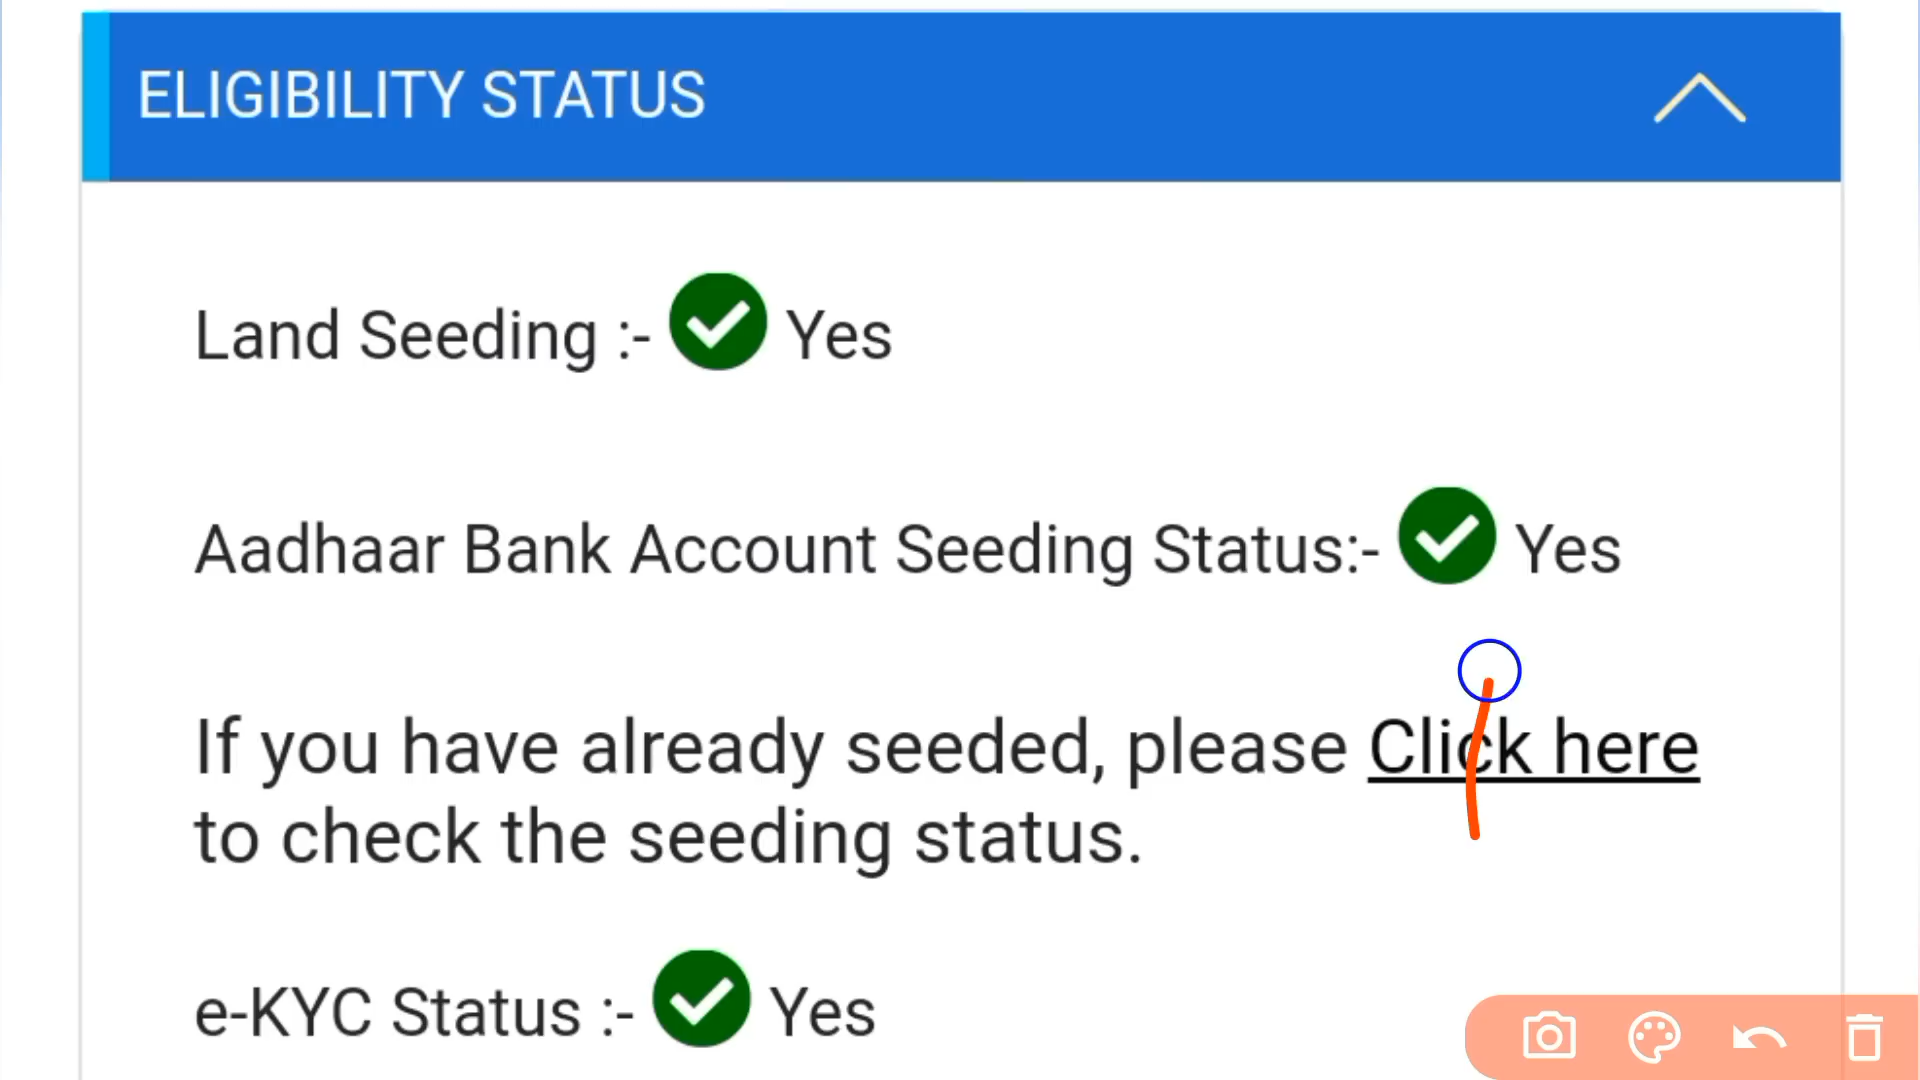 ELIGIBILITY STATUS
Land Seeding :- Yes
Aadhaar Bank Account Seeding Status:- Yes
If you have already seeded, please Click here
to check the seeding status.
e-KYC Status :- Yes